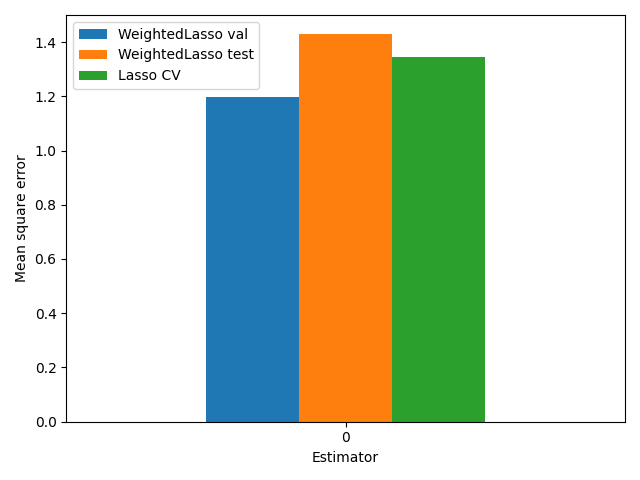 WeightedLasso val
WeightedLasso test
Lasso CV
1.4
1.2
1.0
0.8
0.6
0.4
0.2
0.0
Mean square error
0
Estimator